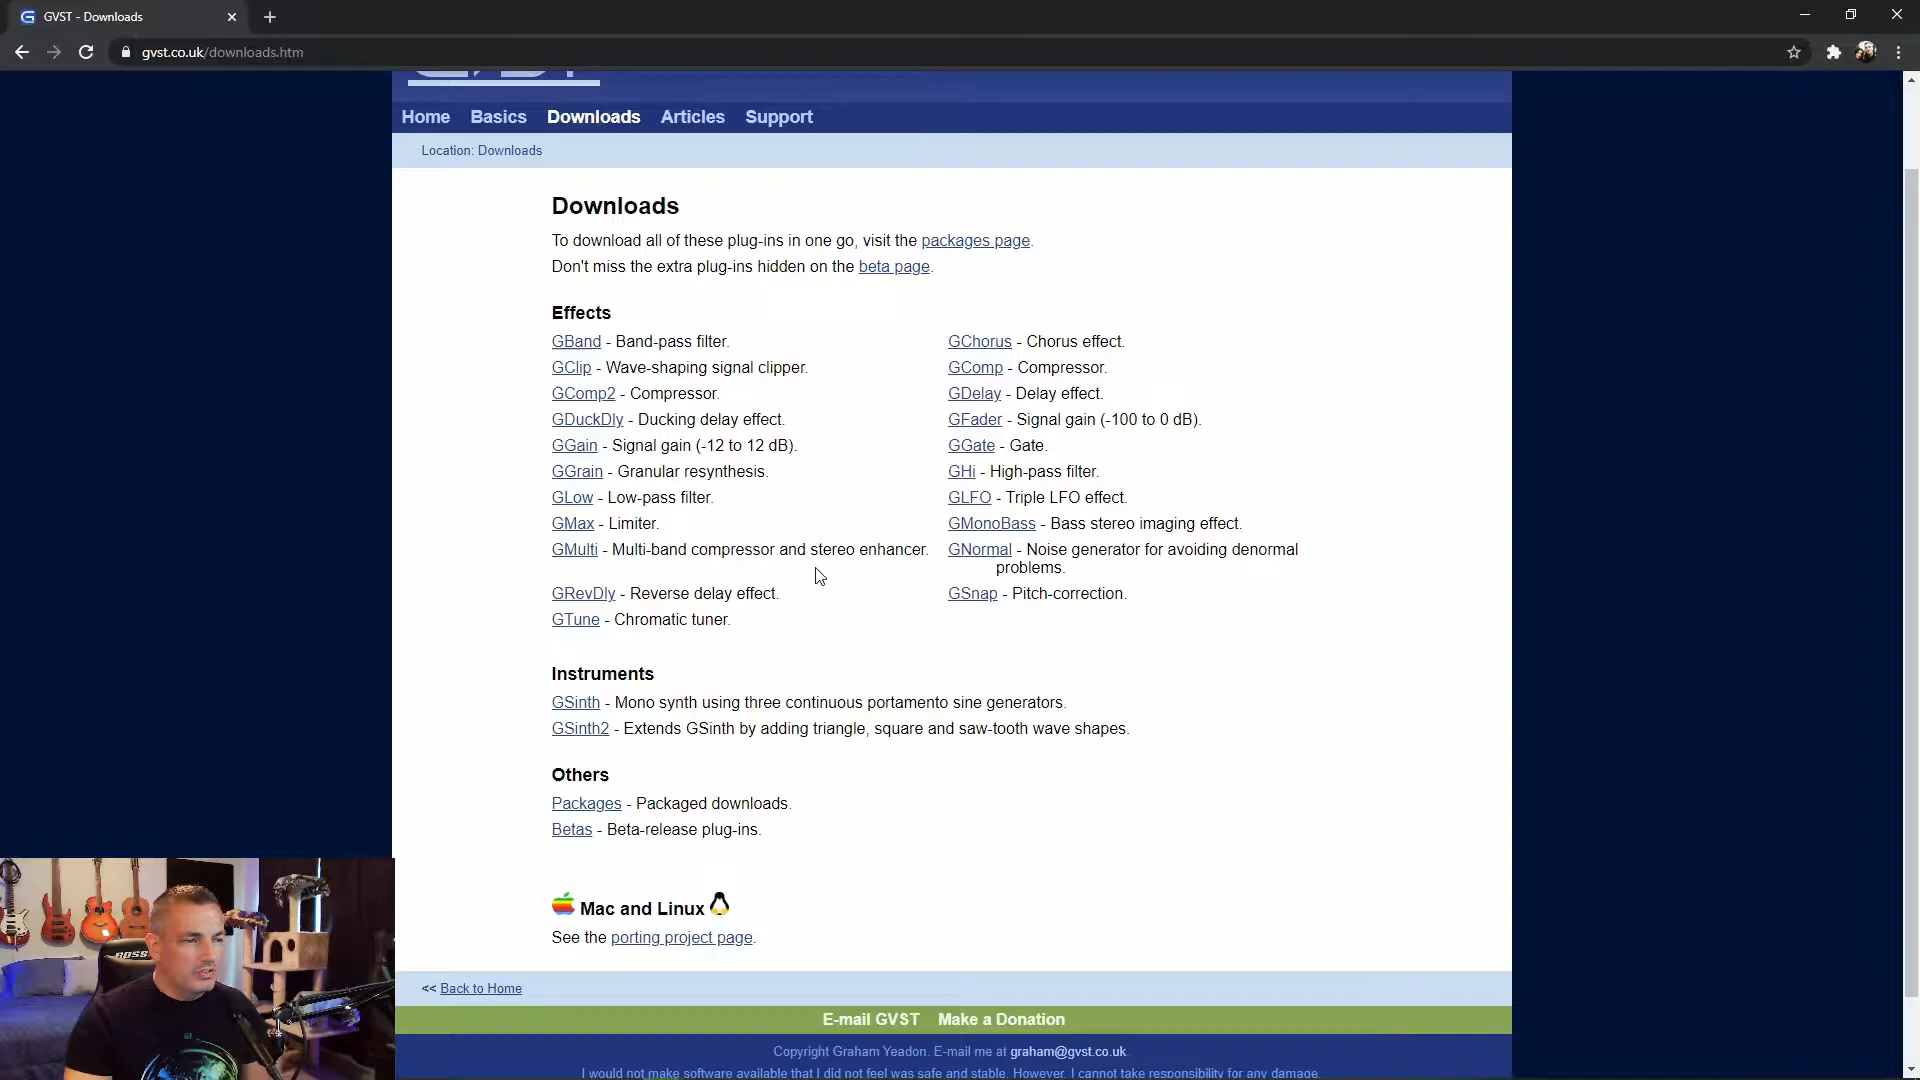 GVST - Downloads
gvst.co.uk/downloads.htm
Home Basics Downloads Articles Support
Location: Downloads
Downloads
To download all of these plug-ins in one go, visit the packages page.
Don't miss the extra plug-ins hidden on the beta page.
Effects
GBand - Band-pass filter. GChorus - Chorus effect.
GClip - Wave-shaping signal clipper. GComp - Compressor.
GComp2 - Compressor. GDelay - Delay effect.
GDuckDly - Ducking delay effect. GFader - Signal gain (-100 to 0 dB).
GGain - Signal gain (-12 to 12 dB). GGate - Gate.
GGrain - Granular resynthesis. GHi - High-pass filter.
GLow - Low-pass filter. GLFO - Triple LFO effect.
GMax - Limiter. GMonoBass - Bass stereo imaging effect.
GMulti - Multi-band compressor and stereo enhancer. GNormal - Noise generator for avoiding denormal
problems.
GRevDly - Reverse delay effect. GSnap - Pitch-correction.
GTune - Chromatic tuner.
Instruments
GSinth - Mono synth using three continuous portamento sine generators.
GSinth2 - Extends GSinth by adding triangle, square and saw-tooth wave shapes.
Others
Packages - Packaged downloads.
Betas - Beta-release plug-ins.
Mac and Linux
See the porting project page.
<< Back to Home
E-mail GVST Make a Donation
Copyright Graham Yeadon. E-mail me at graham@gvst.co.uk
I would not make software available that I did not feel was safe and stable. However, I cannot take responsibility for any damage.
BOSS